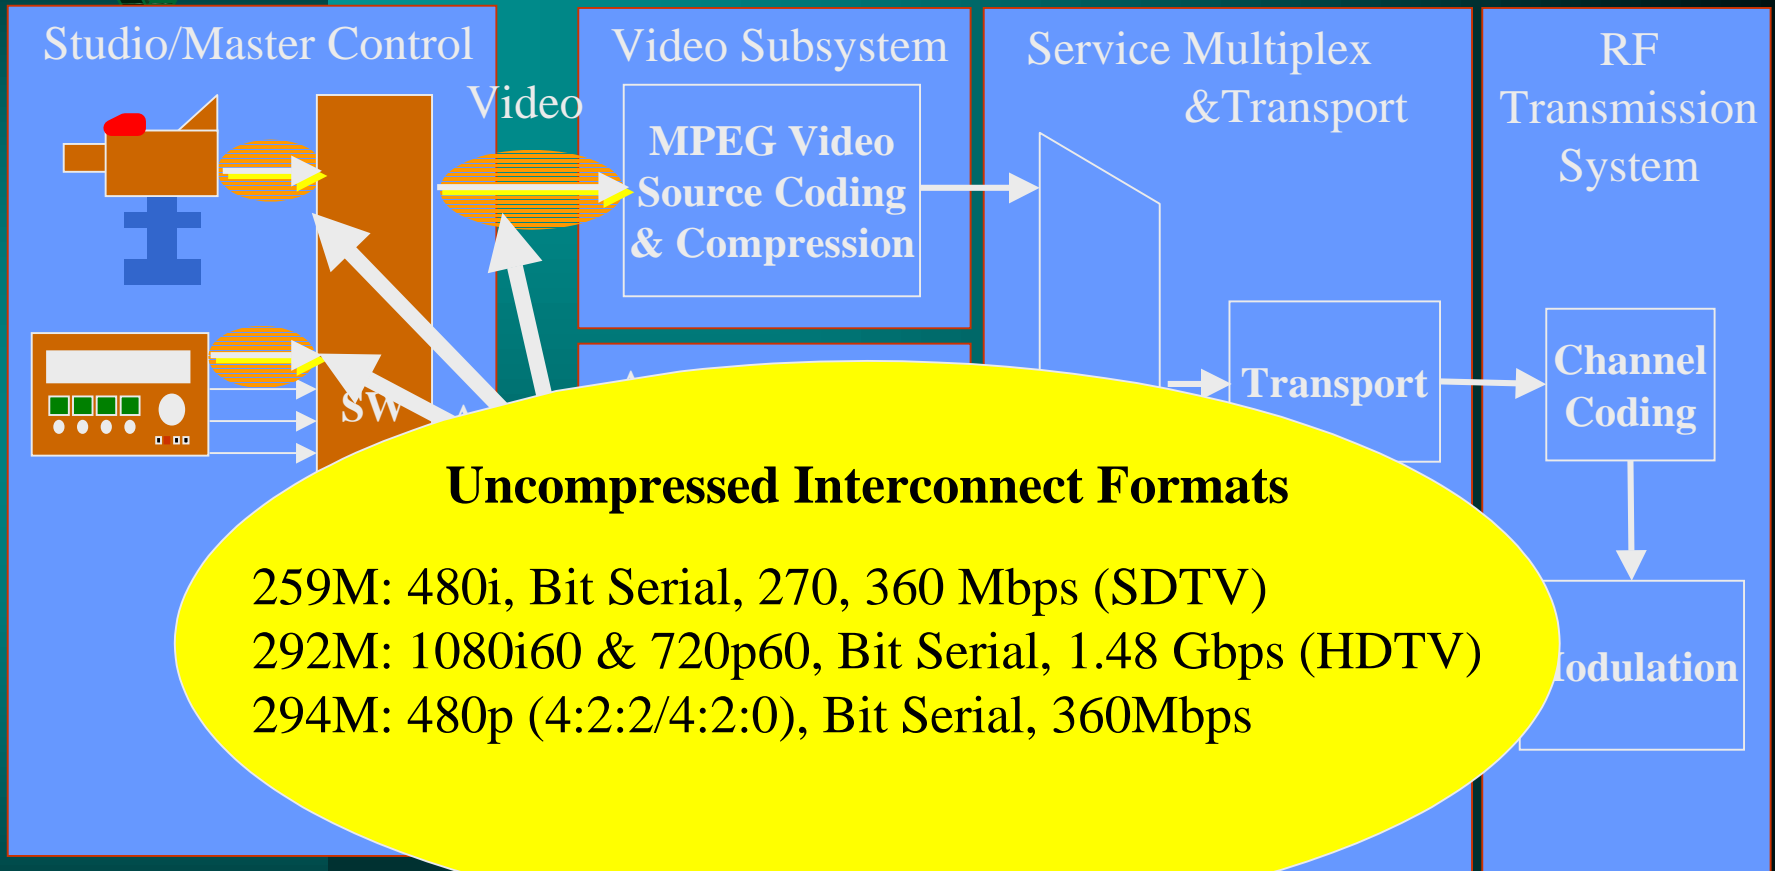 Studio/Master Control
Video
Video Subsystem
MPEG Video
Source Coding
& Compression
Service Multiplex
&Transport
RF
Transmission
System
SW
Transport
Channel
Coding
Uncompressed Interconnect Formats
259M: 480i, Bit Serial, 270, 360 Mbps (SDTV)
292M: 1080i60 & 720p60, Bit Serial, 1.48 Gbps (HDTV)
294M: 480p (4:2:2/4:2:0), Bit Serial, 360Mbps